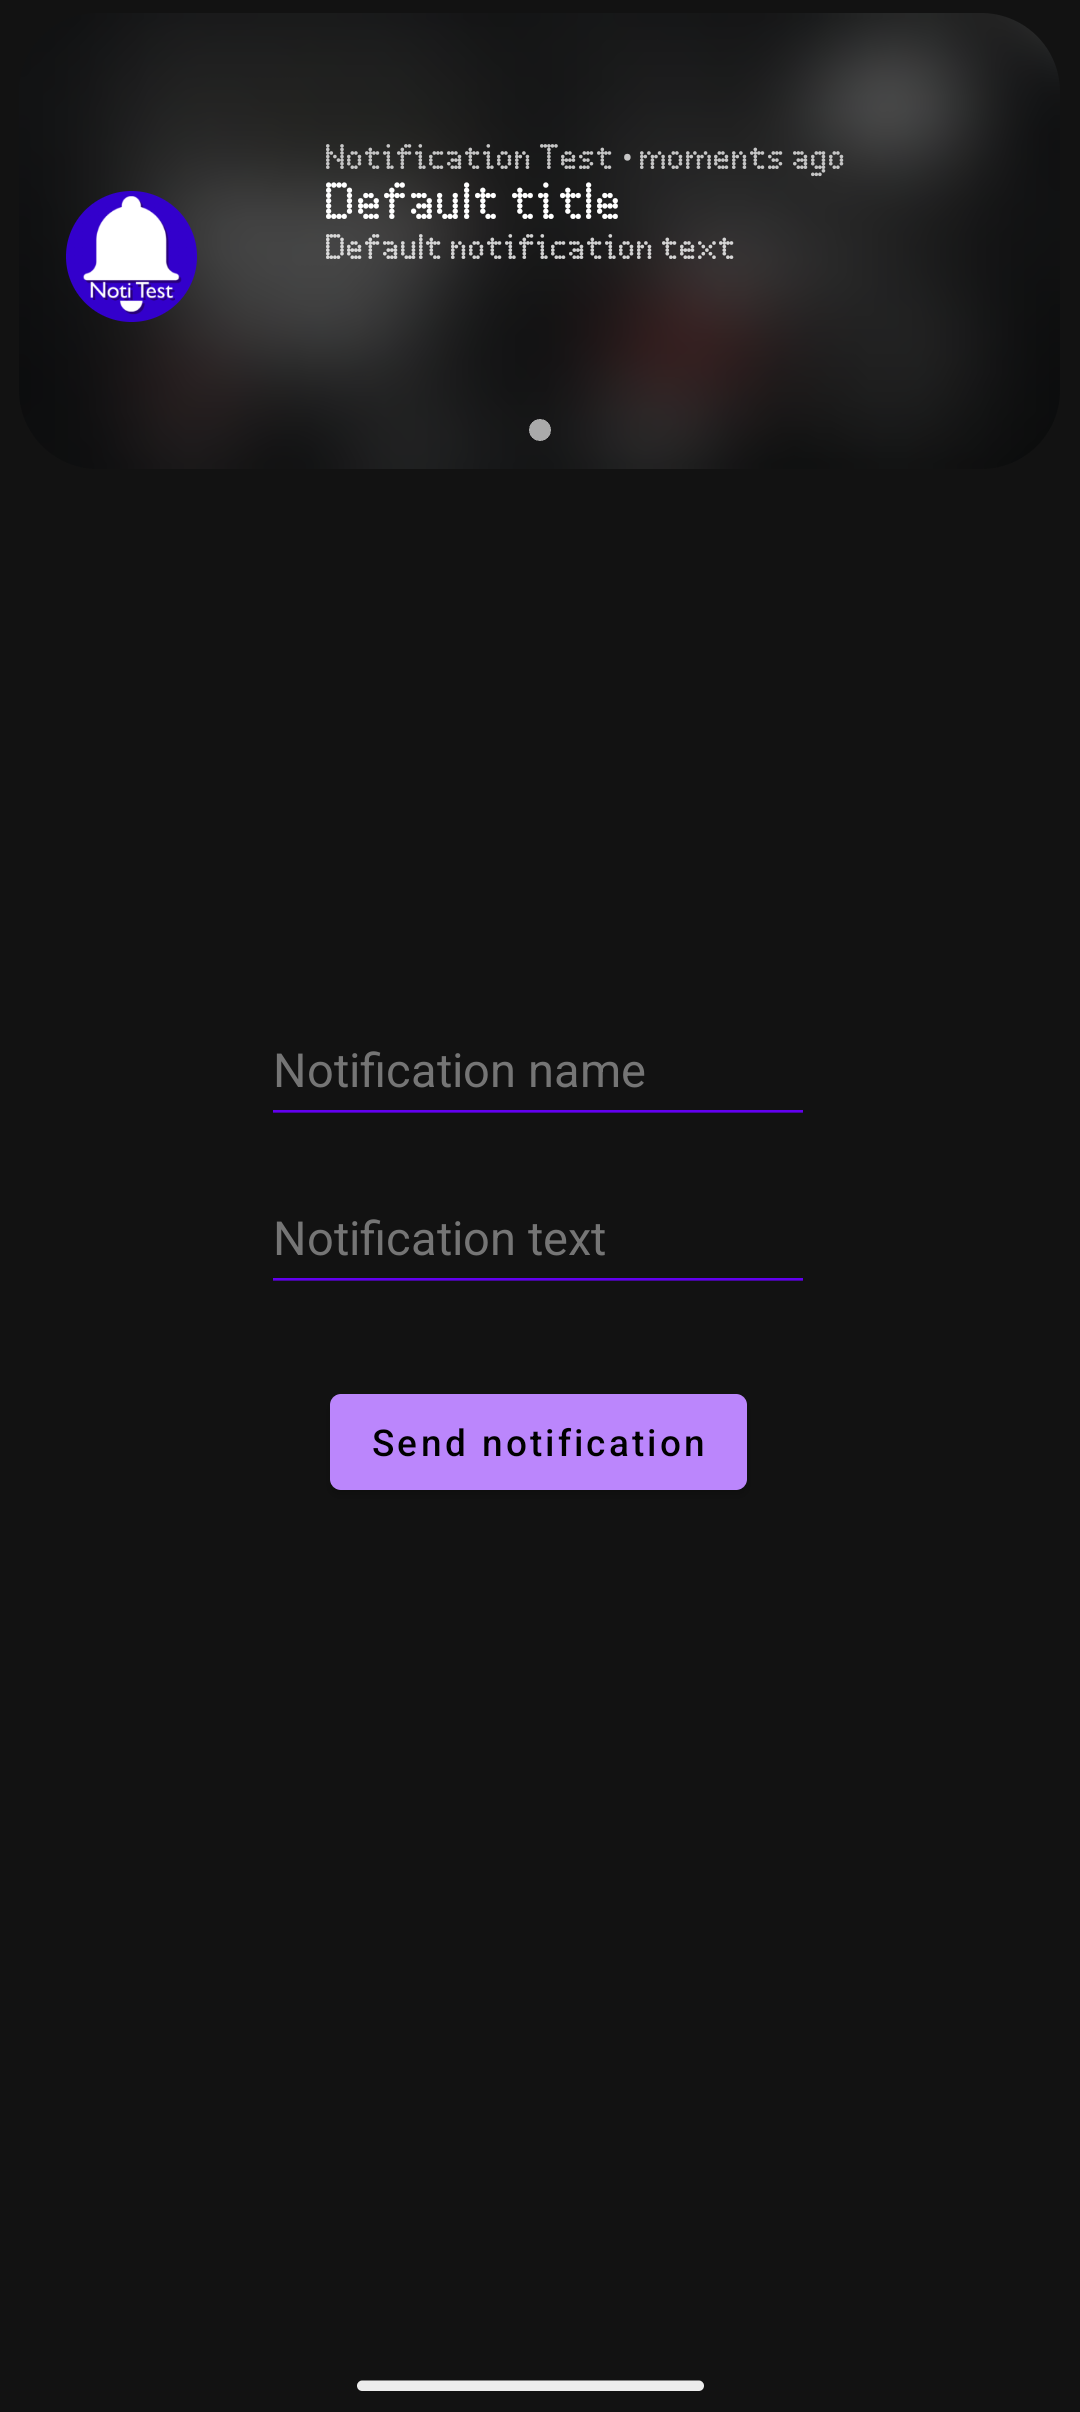 Notification Test • moments ago
Default title
Default notification text
Noti Test
Notification name
Notification text
Send notification